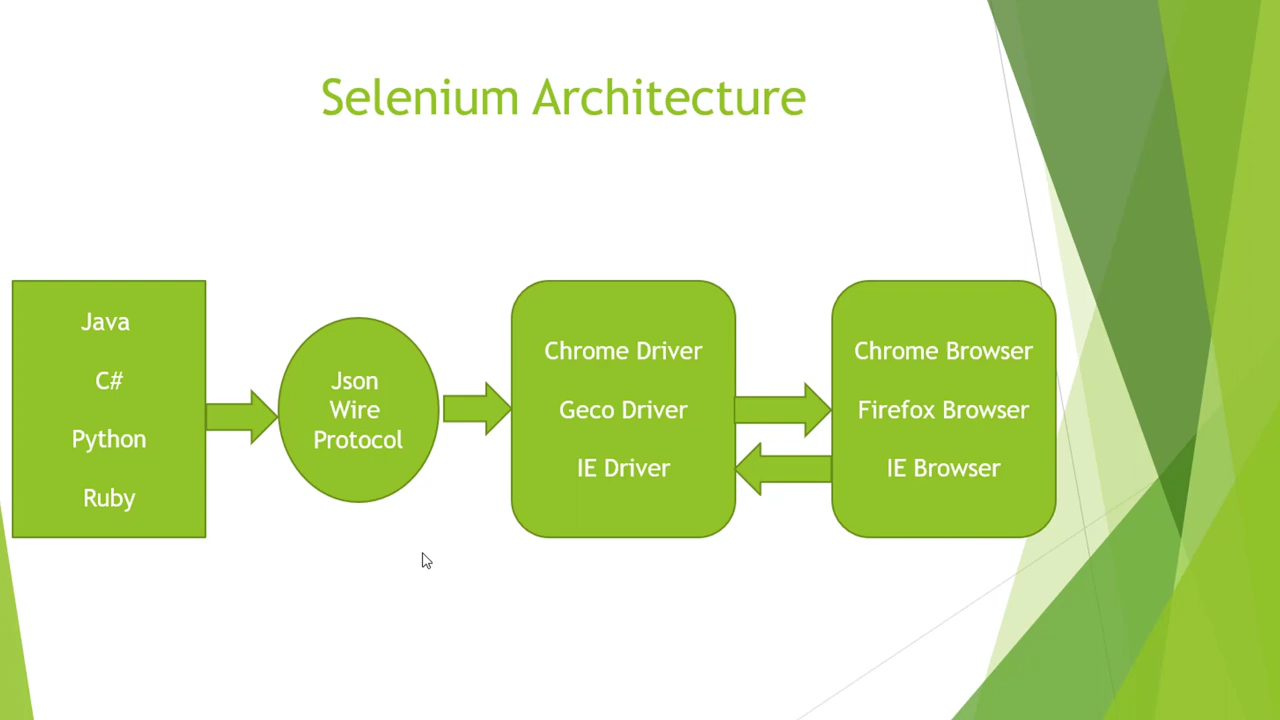 Selenium Architecture
Java
C#
Python
Ruby
Json
Wire
Protocol
Chrome Driver
Geco Driver
IE Driver
Chrome Browser
Firefox Browser
IE Browser